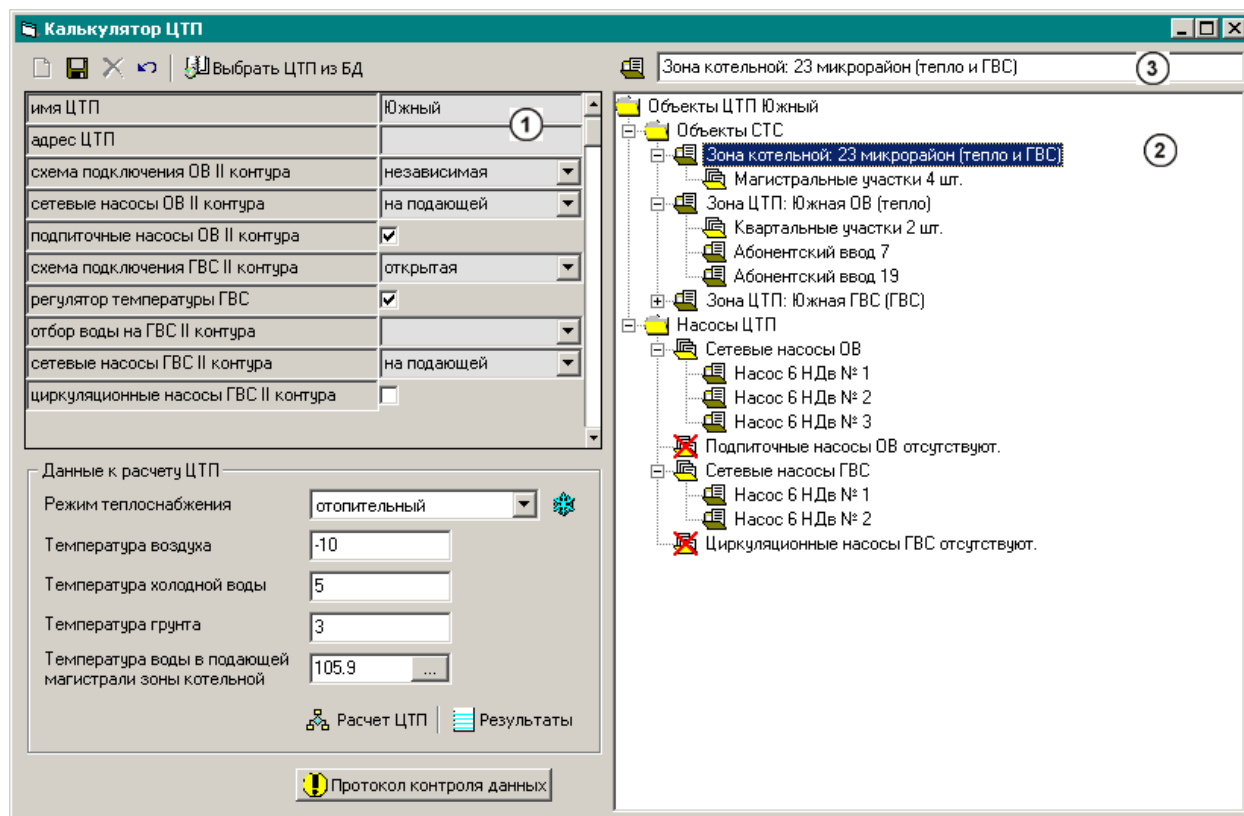 Калькулятор ЦТП
Выбрать ЦТП из БД
Зона котельной: 23 микрорайон (тепло и ГВС)
3
имя ЦТП Южный
1
адрес ЦТП
схема подключения ОВ II контура независимая
сетевые насосы ОВ II контура на подающей
подпиточные насосы ОВ II контура
схема подключения ГВС II контура открытая
регулятор температуры ГВС
отбор воды на ГВС II контура
сетевые насосы ГВС II контура на подающей
циркуляционные насосы ГВС II контура
Данные к расчету ЦТП
Режим теплоснабжения отопительный
Температура воздуха -10
Температура холодной воды 5
Температура грунта 3
Температура воды в подающей
магистрали зоны котельной 105.9 ...
Расчет ЦТП Результаты
Протокол контроля данных
Объекты ЦТП Южный
Объекты СТС
2
Зона котельной: 23 микрорайон (тепло и ГВС)
Магистральные участки 4 шт.
Зона ЦТП: Южная ОВ (тепло)
Квартальные участки 2 шт.
Абонентский ввод 7
Абонентский ввод 19
Зона ЦТП: Южная ГВС (ГВС)
Насосы ЦТП
Сетевые насосы ОВ
Насос 6 НДв № 1
Насос 6 НДв № 2
Насос 6 НДв № 3
Подпиточные насосы ОВ отсутствуют.
Сетевые насосы ГВС
Насос 6 НДв № 1
Насос 6 НДв № 2
Циркуляционные насосы ГВС отсутствуют.